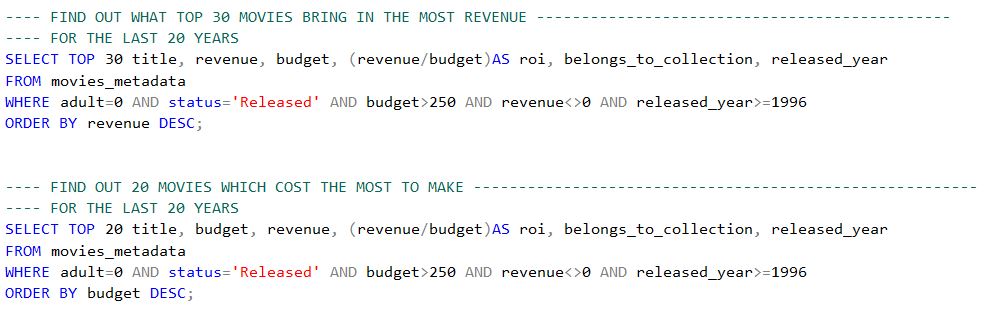 ---- FIND OUT WHAT TOP 30 MOVIES BRING IN THE MOST REVENUE ----------------------------------------------
---- FOR THE LAST 20 YEARS
SELECT TOP 30 title, revenue, budget, (revenue/budget)AS roi, belongs_to_collection, released_year
FROM movies_metadata
WHERE adult=0 AND status='Released' AND budget>250 AND revenue<>0 AND released_year>=1996
ORDER BY revenue DESC;
---- FIND OUT 20 MOVIES WHICH COST THE MOST TO MAKE --------------------------------------------------------
---- FOR THE LAST 20 YEARS
SELECT TOP 20 title, budget, revenue, (revenue/budget)AS roi, belongs_to_collection, released_year
FROM movies_metadata
WHERE adult=0 AND status='Released' AND budget>250 AND revenue<>0 AND released_year>=1996
ORDER BY budget DESC;